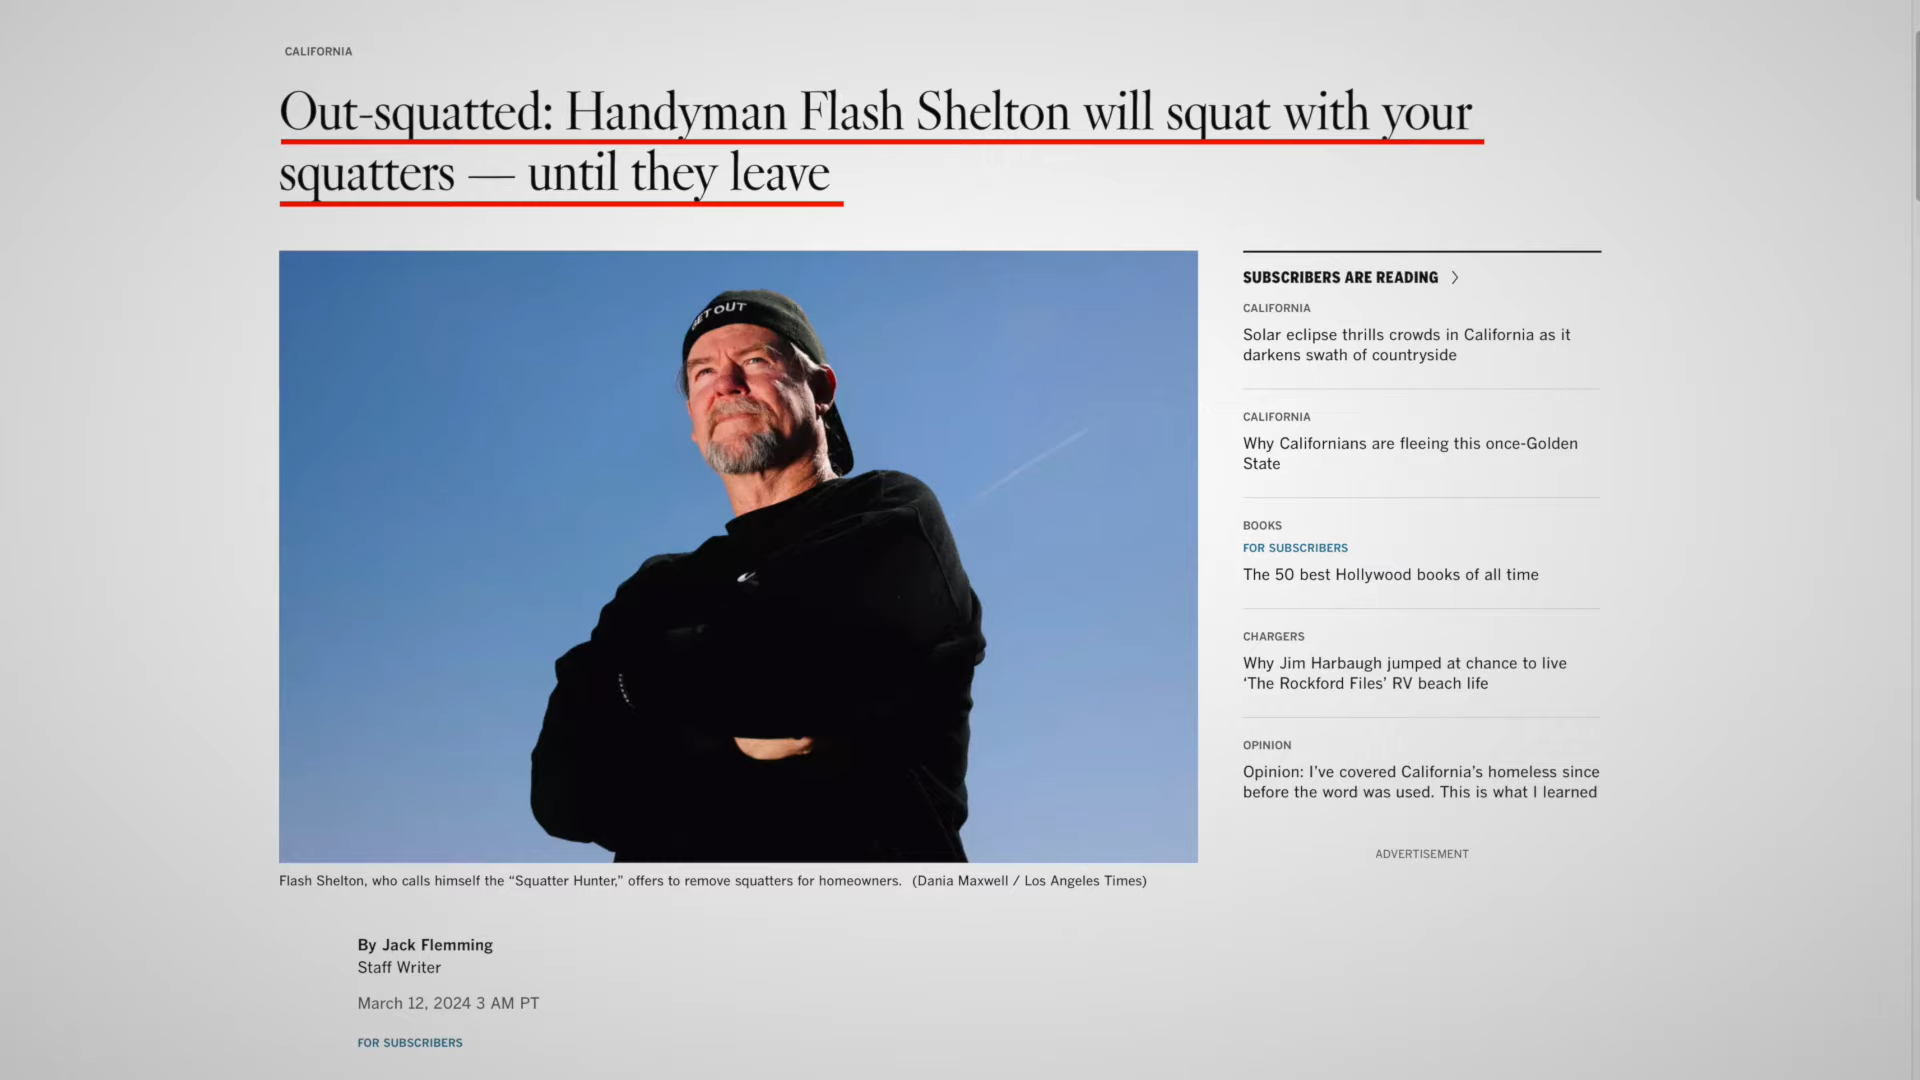 CALIFORNIA
Out-squatted: Handyman Flash Shelton will squat with your
squatters — until they leave
ET OUT
SUBSCRIBERS ARE READING
CALIFORNIA
Solar eclipse thrills crowds in California as it
darkens swath of countryside
CALIFORNIA
Why Californians are fleeing this once-Golden
State
BOOKS
FOR SUBSCRIBERS
The 50 best Hollywood books of all time
CHARGERS
Why Jim Harbaugh jumped at chance to live
‘The Rockford Files’ RV beach life
OPINION
Opinion: I’ve covered California’s homeless since
before the word was used. This is what I learned
ADVERTISEMENT
Flash Shelton, who calls himself the “Squatter Hunter,” offers to remove squatters for homeowners. (Dania Maxwell / Los Angeles Times)
By Jack Flemming
Staff Writer
March 12, 2024 3 AM PT
FOR SUBSCRIBERS